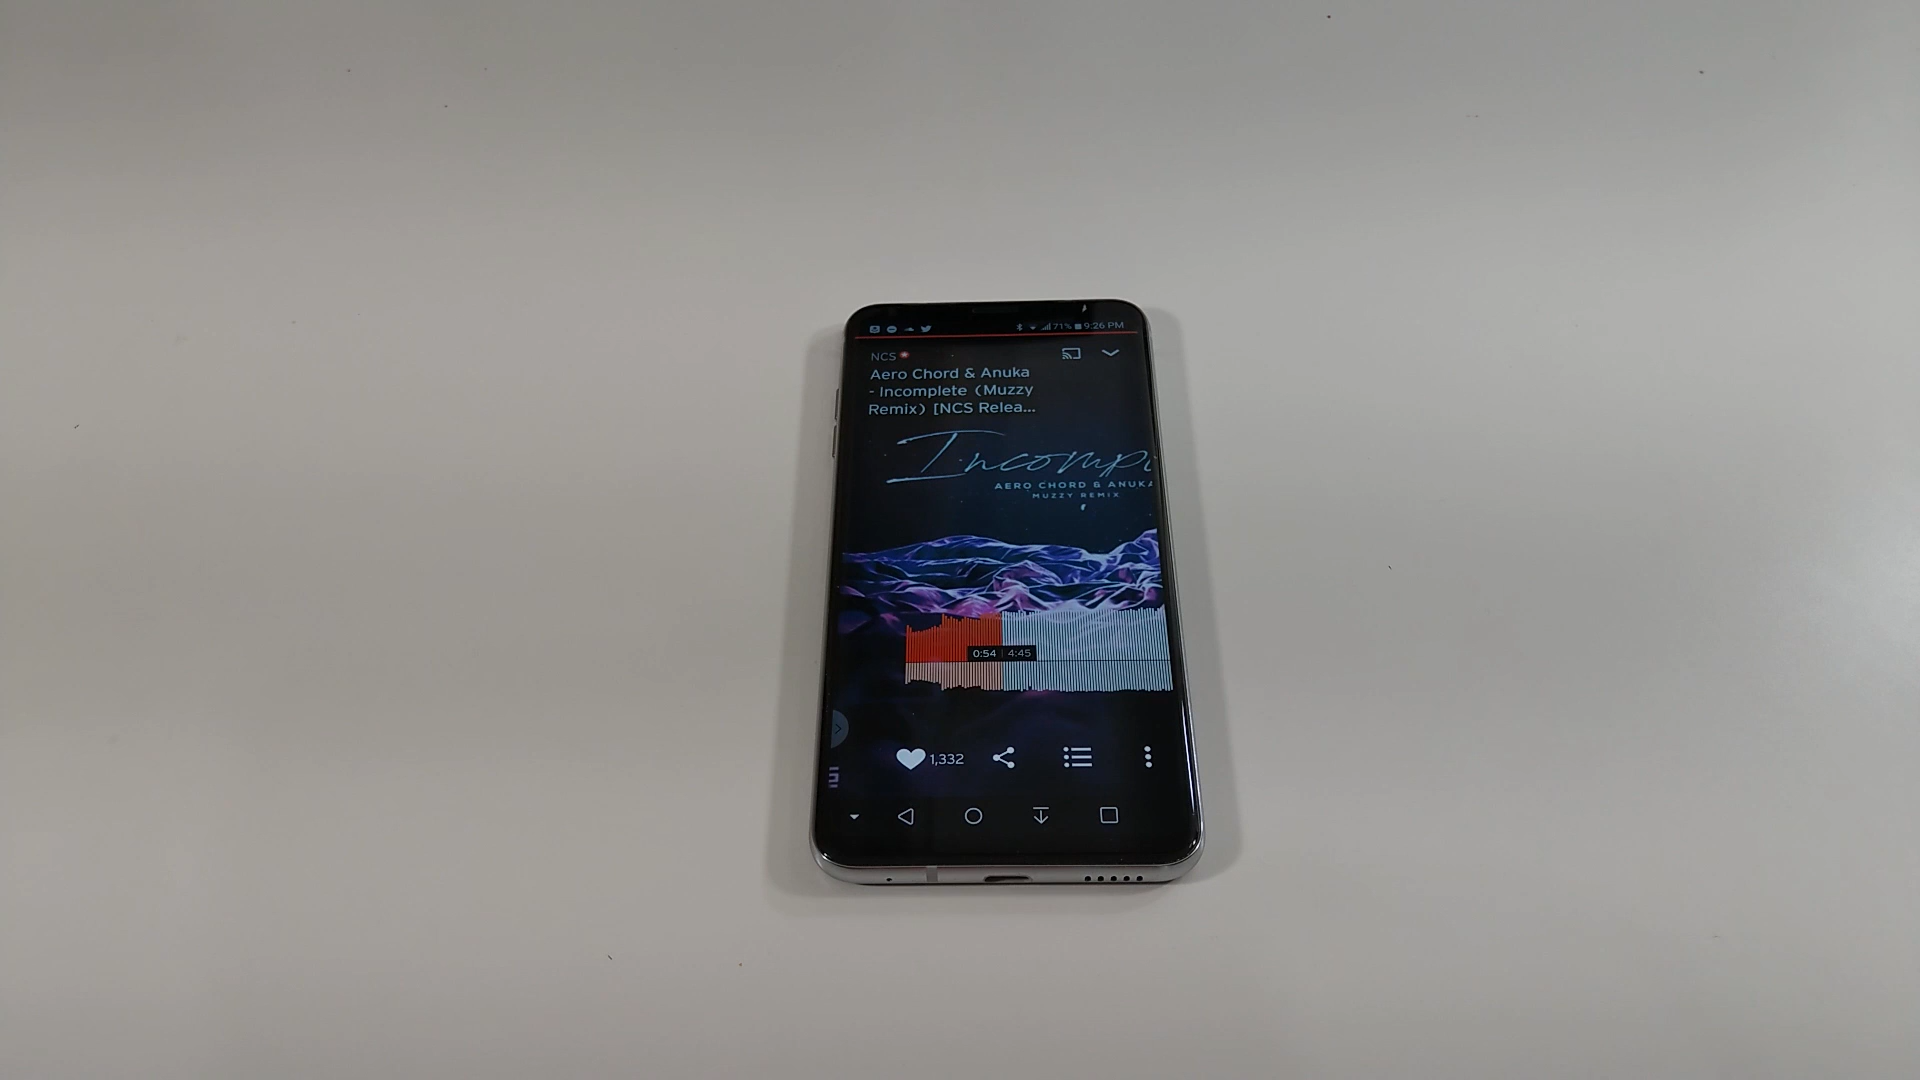 71% 9:26 PM
NCS
Aero Chord & Anuka
- Incomplete (Muzzy
Remix) [NCS Relea...
Incompl
AERO CHORD & ANUKA
MUZZY REMIX
0:54 | 4:45
1,332